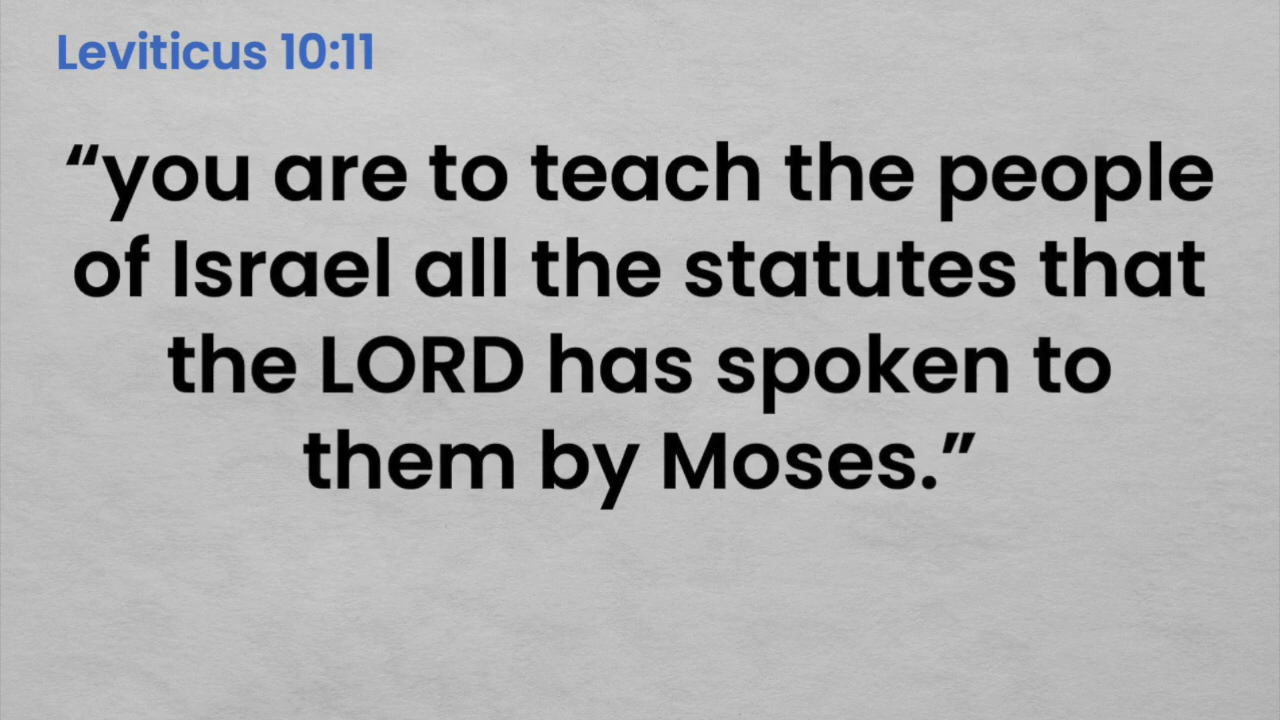 Leviticus 10:11
“you are to teach the people
of Israel all the statutes that
the LORD has spoken to
them by Moses.”